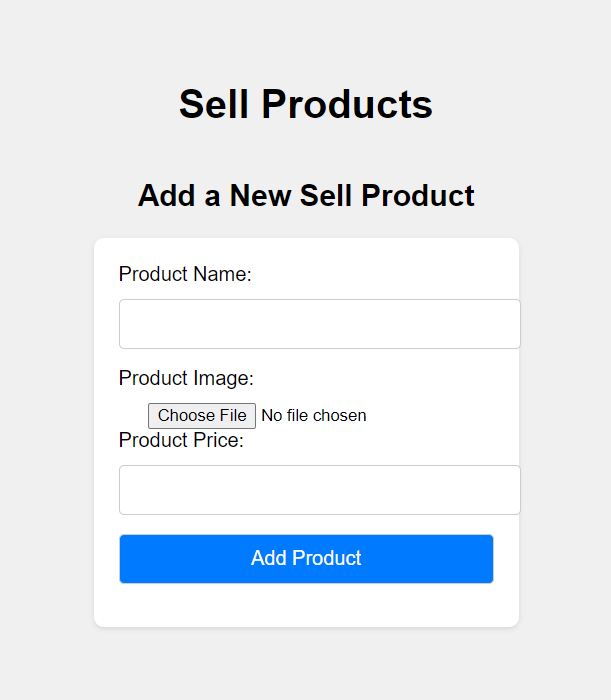 Sell Products
Add a New Sell Product
Product Name:
Product Image:
Choose File No file chosen
Product Price:
Add Product